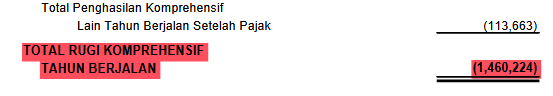 Total Penghasilan Komprehensif
Lain Tahun Berjalan Setelah Pajak (113,663)
TOTAL RUGI KOMPREHENSIF
TAHUN BERJALAN (1,460,224)